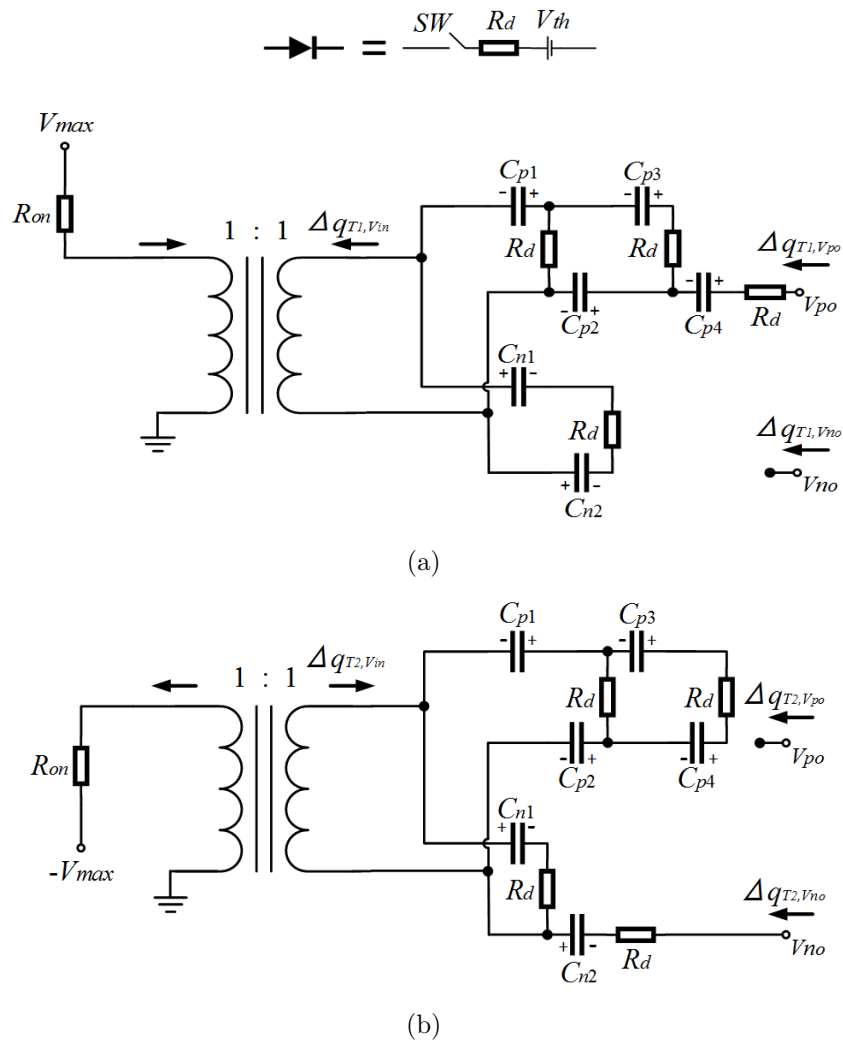 SW Rd Vth
=
Vmax
Ron
1 : 1
ΔqT1,Vin
Cp1 Cp3
- + - +
Rd Rd
ΔqT1,Vpo
- + - +
Cp2 Cp4 Rd Vpo
Cn1
+ -
Rd
ΔqT1,Vno
+ -
Cn2
Vno
(a)
Cp1 Cp3
- + - +
1 : 1
ΔqT2,Vin
Rd Rd
ΔqT2,Vpo
Ron
- + - +
Cp2 Cp4
Vpo
Cn1
+ -
-Vmax
Rd
ΔqT2,Vno
+ -
Cn2 Rd Vno
(b)